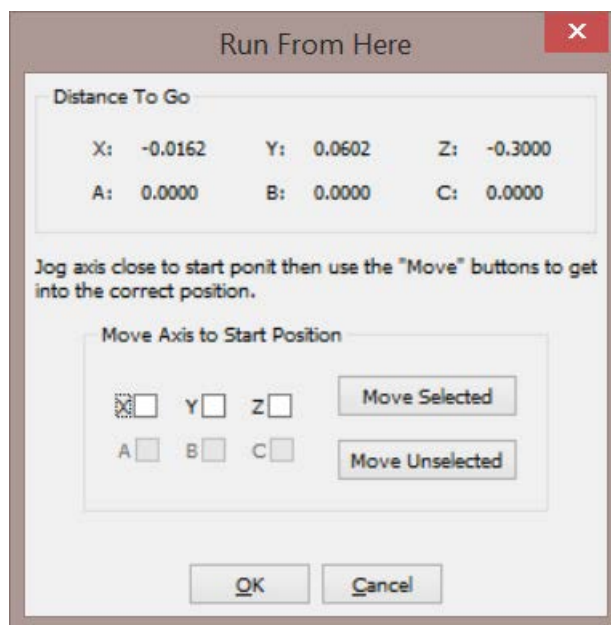 Run From Here
Distance To Go
X: -0.0162 Y: 0.0602 Z: -0.3000
A: 0.0000 B: 0.0000 C: 0.0000
Jog axis close to start ponit then use the "Move" buttons to get
into the correct position.
Move Axis to Start Position
X Y Z Move Selected
A B C Move Unselected
OK Cancel